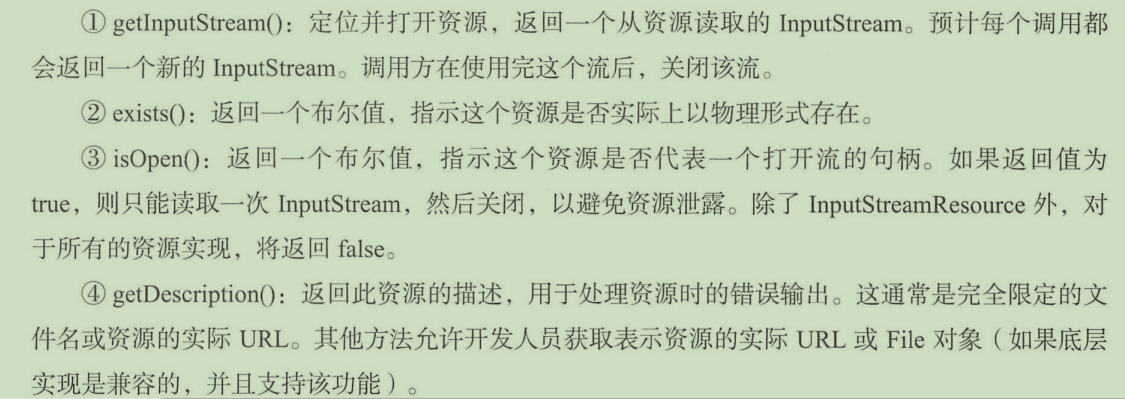 ① getInputStream()：定位并打开资源，返回一个从资源读取的 InputStream。预计每个调用都
会返回一个新的 InputStream。调用方在使用完这个流后，关闭该流。
② exists()：返回一个布尔值，指示这个资源是否实际上以物理形式存在。
③ isOpen()：返回一个布尔值，指示这个资源是否代表一个打开流的句柄。如果返回值为
true，则只能读取一次 InputStream，然后关闭，以避免资源泄露。除了 InputStreamResource 外，对
于所有的资源实现，将返回 false。
④ getDescription()：返回此资源的描述，用于处理资源时的错误输出。这通常是完全限定的文
件名或资源的实际 URL。其他方法允许开发人员获取表示资源的实际 URL 或 File 对象（如果底层
实现是兼容的，并且支持该功能）。